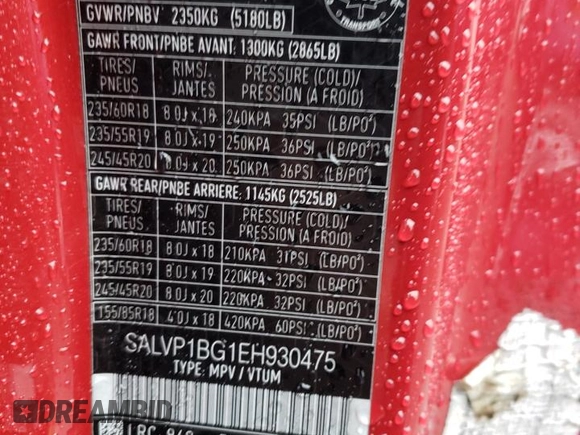 GVWR/PNBV 2350KG (5180LB)
TRANSPORT
GAWR FRONT/PNBE AVANT: 1300KG (2865LB)
TIRES/ RIMS/ PRESSURE (COLD)/
PNEUS JANTES PRESSION (A FROID)
235/60R18 8.0J x 18 240KPA 35PSI (LB/PO²)
235/55R19 8.0J x 19 250KPA 36PSI (LB/PO²)
245/45R20 8.0J x 20 250KPA 36PSI (LB/PO²)
GAWR REAR/PNBE ARRIERE: 1145KG (2525LB)
TIRES/ RIMS/ PRESSURE (COLD)/
PNEUS JANTES PRESSION (A FROID)
235/60R18 8.0J x 18 210KPA 31PSI (LB/PO²)
235/55R19 8.0J x 19 220KPA 32PSI (LB/PO²)
245/45R20 8.0J x 20 220KPA 32PSI (LB/PO²)
155/85R18 4.0J x 18 420KPA 60PSI (LB/PO²)
SALVP1BG1EH930475
TYPE: MPV / VTUM
DREAMBID
LRC